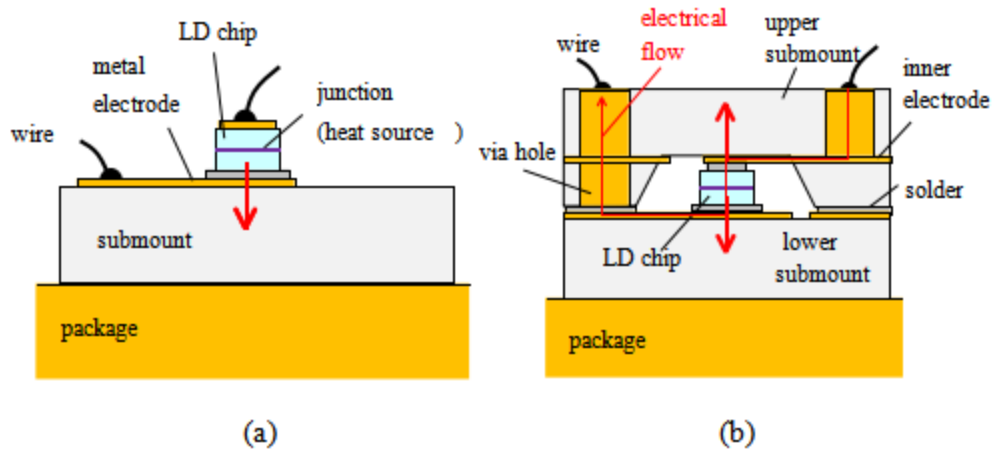 (a)
LD chip
metal
electrode
junction
(heat source )
wire
submount
package
(b)
electrical
flow
upper
submount
wire
inner
electrode
via hole
solder
LD chip
lower
submount
package